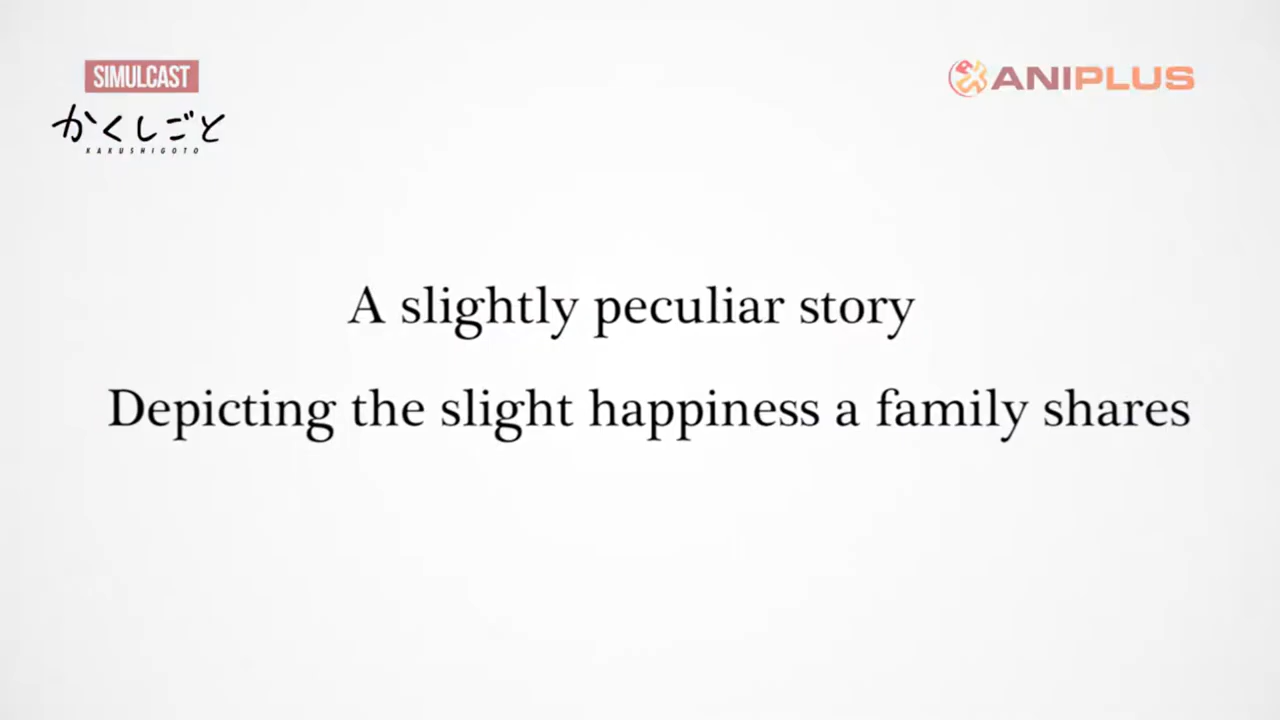 SIMULCAST
かくしごと
KAKUSHIGOTO
ANIPLUS
A slightly peculiar story
Depicting the slight happiness a family shares